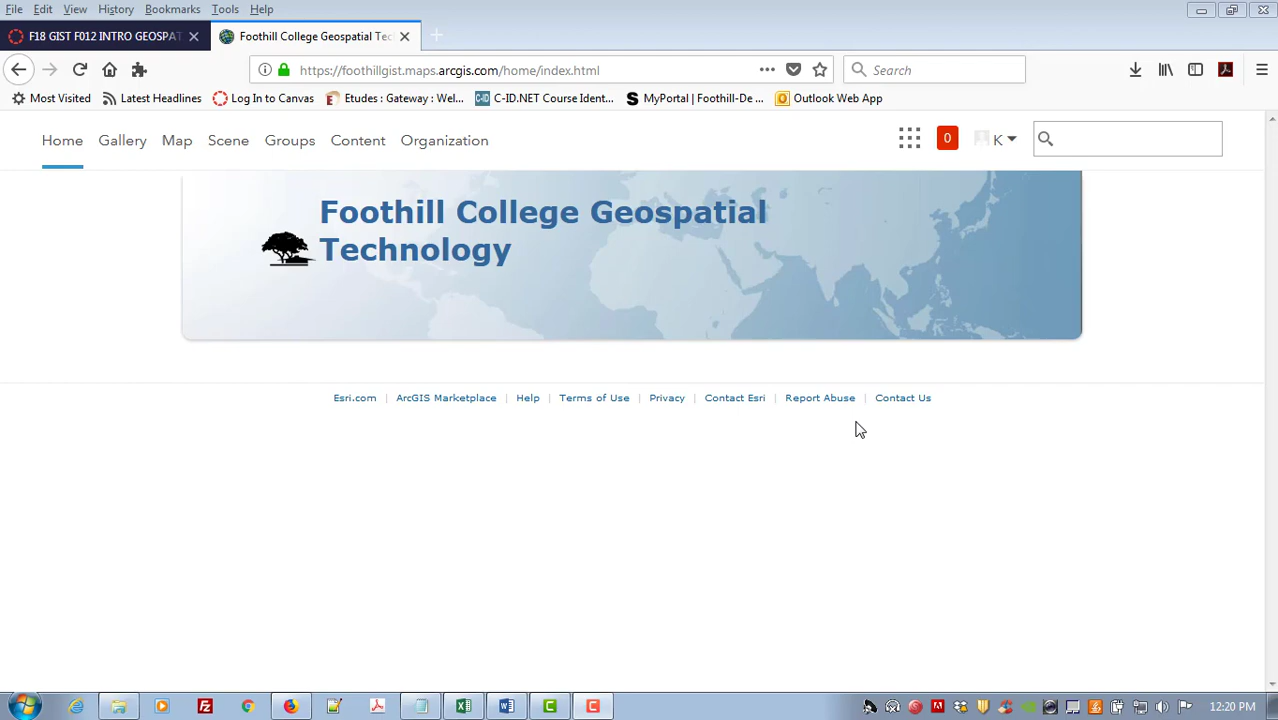 File Edit View History Bookmarks Tools Help
F18 GIST F012 INTRO GEOSPAT Foothill College Geospatial Tec
https://foothillgist.maps.arcgis.com/home/index.html Search
Most Visited Latest Headlines Log In to Canvas Etudes : Gateway : Wel... C-ID C-ID.NET Course Ident... S MyPortal | Foothill-De ... Outlook Web App
Home Gallery Map Scene Groups Content Organization 0 K
Foothill College Geospatial
Technology
Esri.com | ArcGIS Marketplace | Help | Terms of Use | Privacy | Contact Esri | Report Abuse | Contact Us
12:20 PM